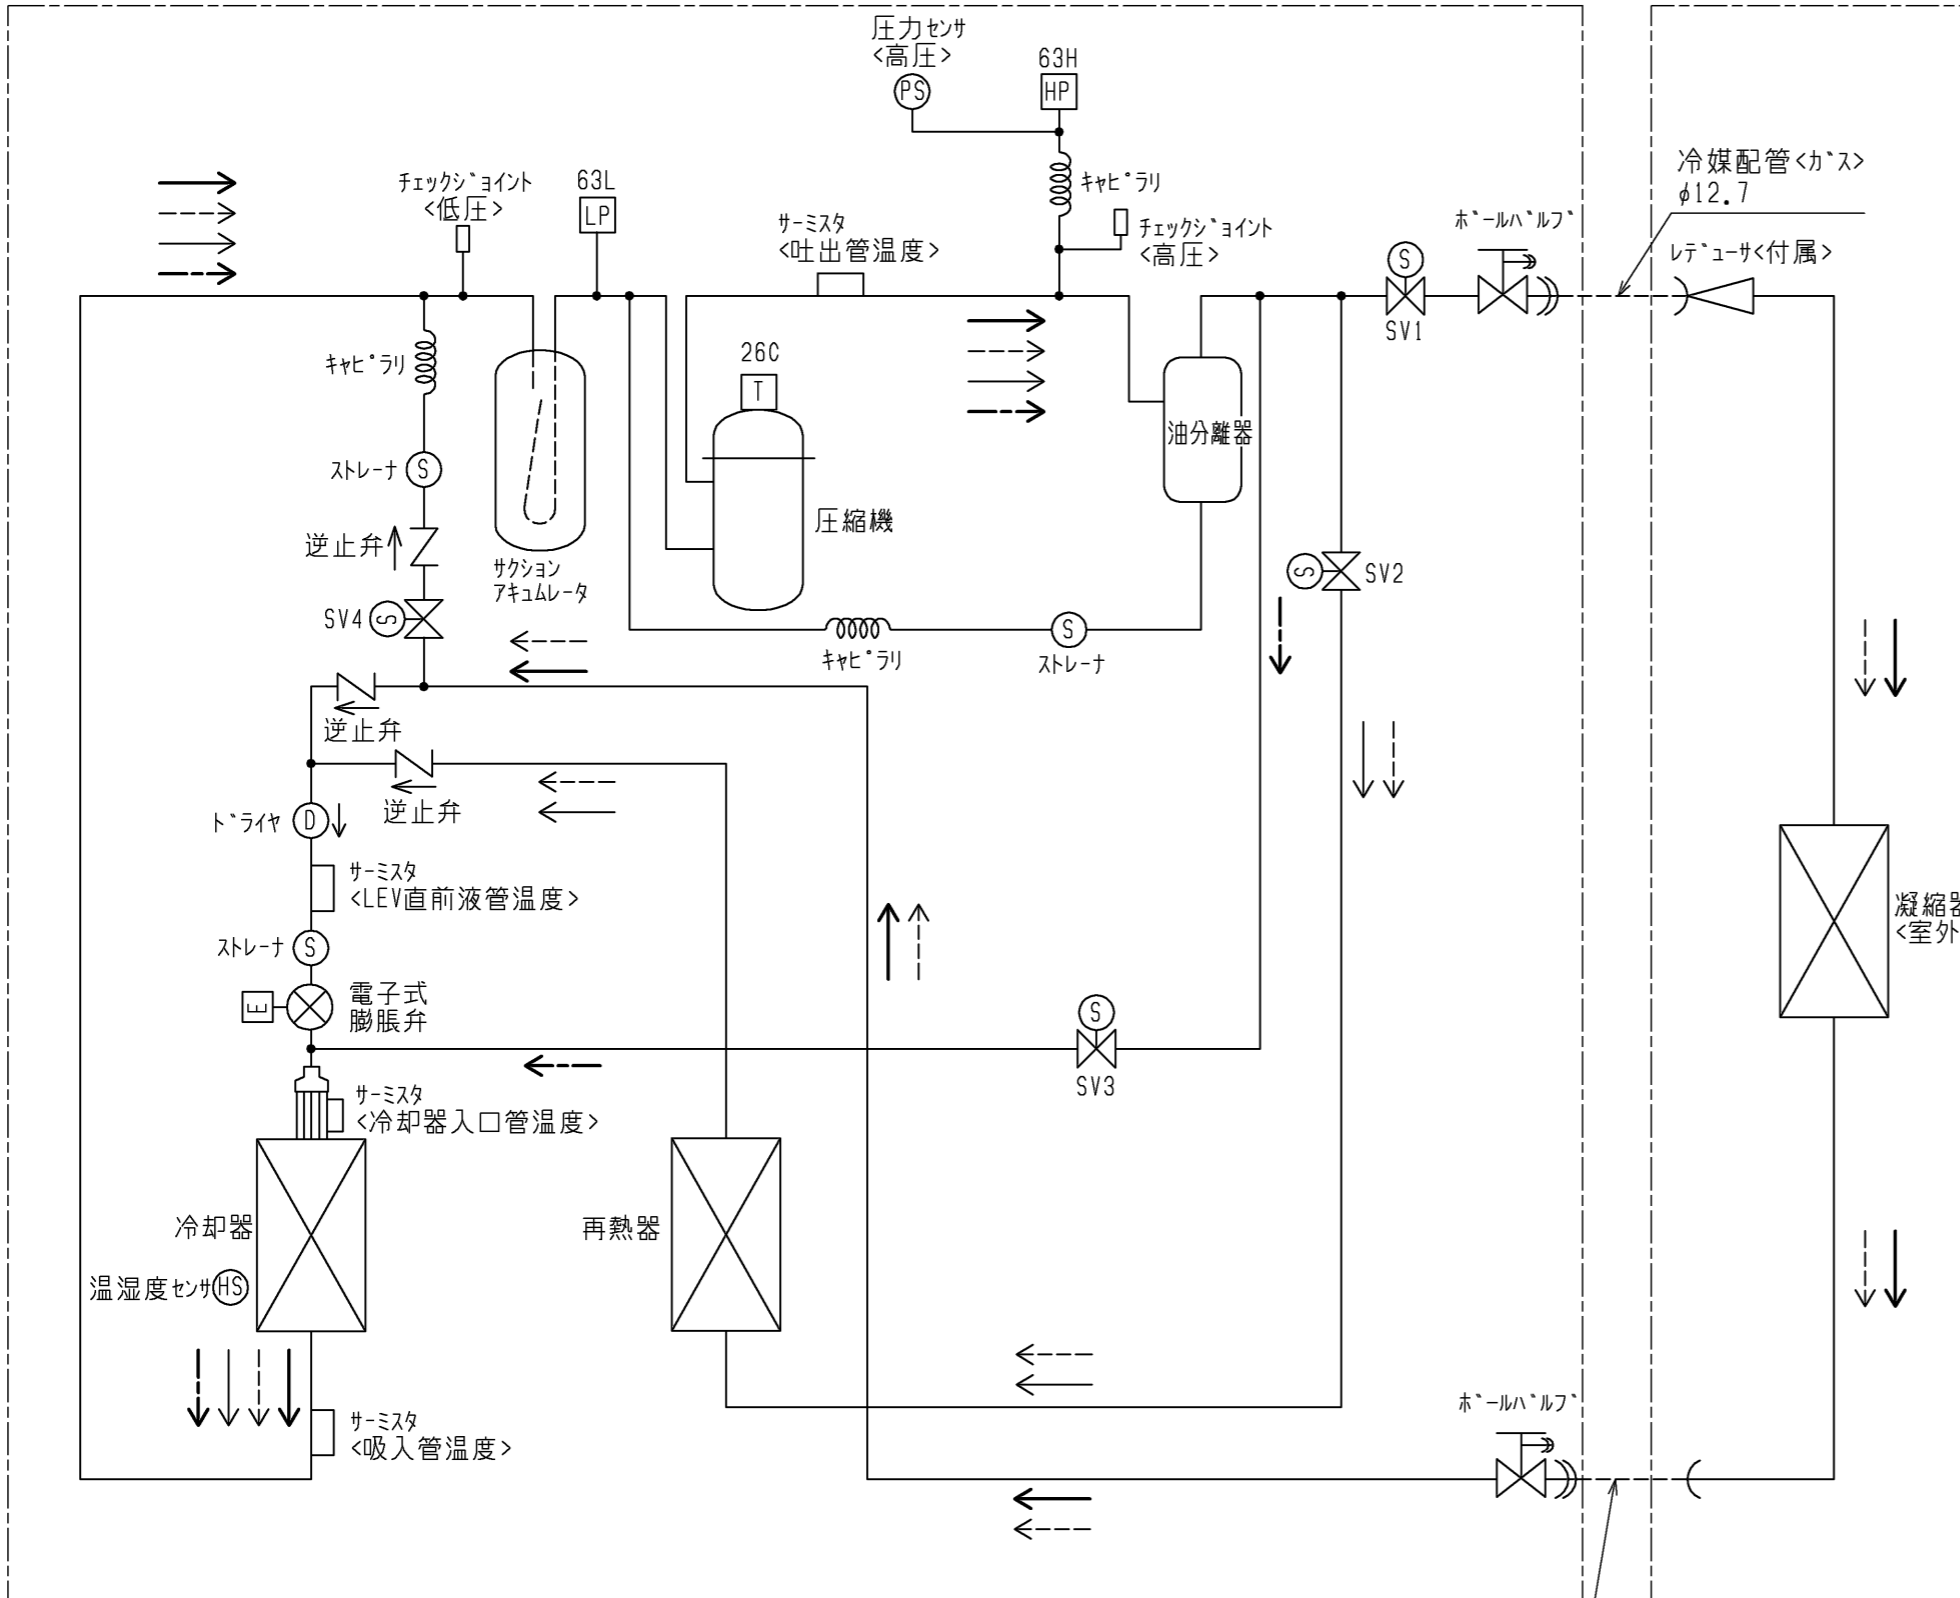 圧力センサ
<高圧>
PS
63H
HP
キャピラリ
チェックジョイント
<高圧>
チェックジョイント
<低圧>
63L
LP
サーミスタ
<吐出管温度>
冷媒配管<ガス>
φ12.7
ボールバルブ
レデューサ<付属>
S
SV1
キャピラリ
26C
T
油分離器
ストレーナ
S
圧縮機
逆止弁
サクション
アキュムレータ
S
SV2
SV4
S
キャピラリ
S
ストレーナ
逆止弁
逆止弁
ドライヤ
D
サーミスタ
<LEV直前液管温度>
ストレーナ
S
凝縮器
<室外
E
電子式
膨脹弁
S
SV3
サーミスタ
<冷却器入口管温度>
冷却器
再熱器
温湿度センサ
HS
サーミスタ
<吸入管温度>
ボールバルブ